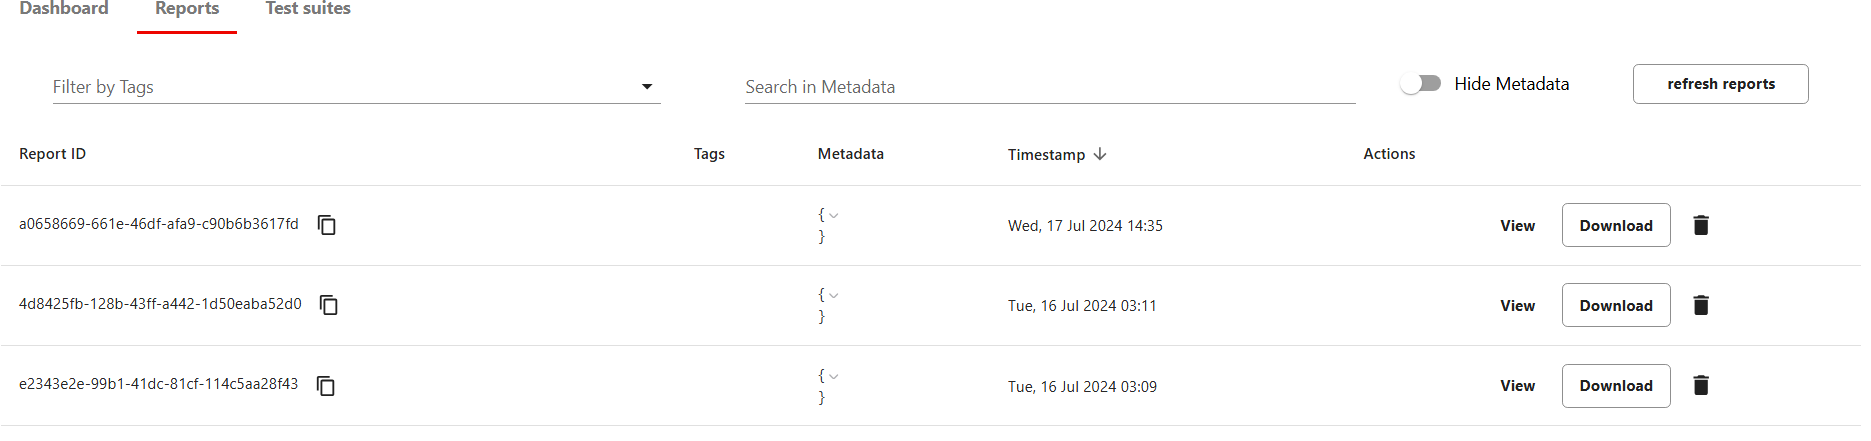 Dashboard Reports Test suites
Filter by Tags Search in Metadata Hide Metadata refresh reports
Report ID Tags Metadata Timestamp Actions
a0658669-661e-46df-afa9-c90b6b3617fd { } Wed, 17 Jul 2024 14:35 View Download
4d8425fb-128b-43ff-a442-1d50eaba52d0 { } Tue, 16 Jul 2024 03:11 View Download
e2343e2e-99b1-41dc-81cf-114c5aa28f43 { } Tue, 16 Jul 2024 03:09 View Download